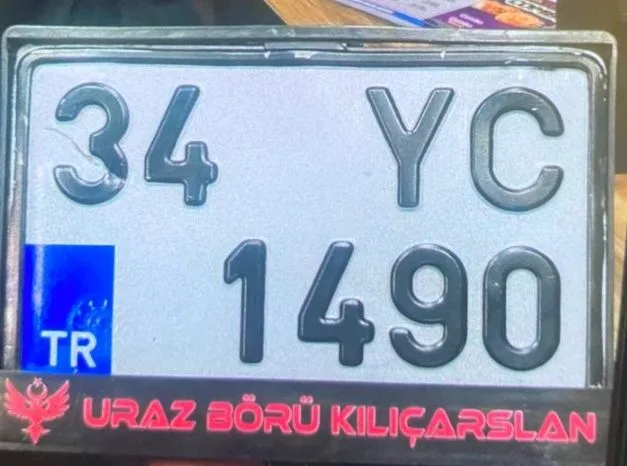 34 YC
1490
TR
URAZ BÖRÜ KILIÇARSLAN